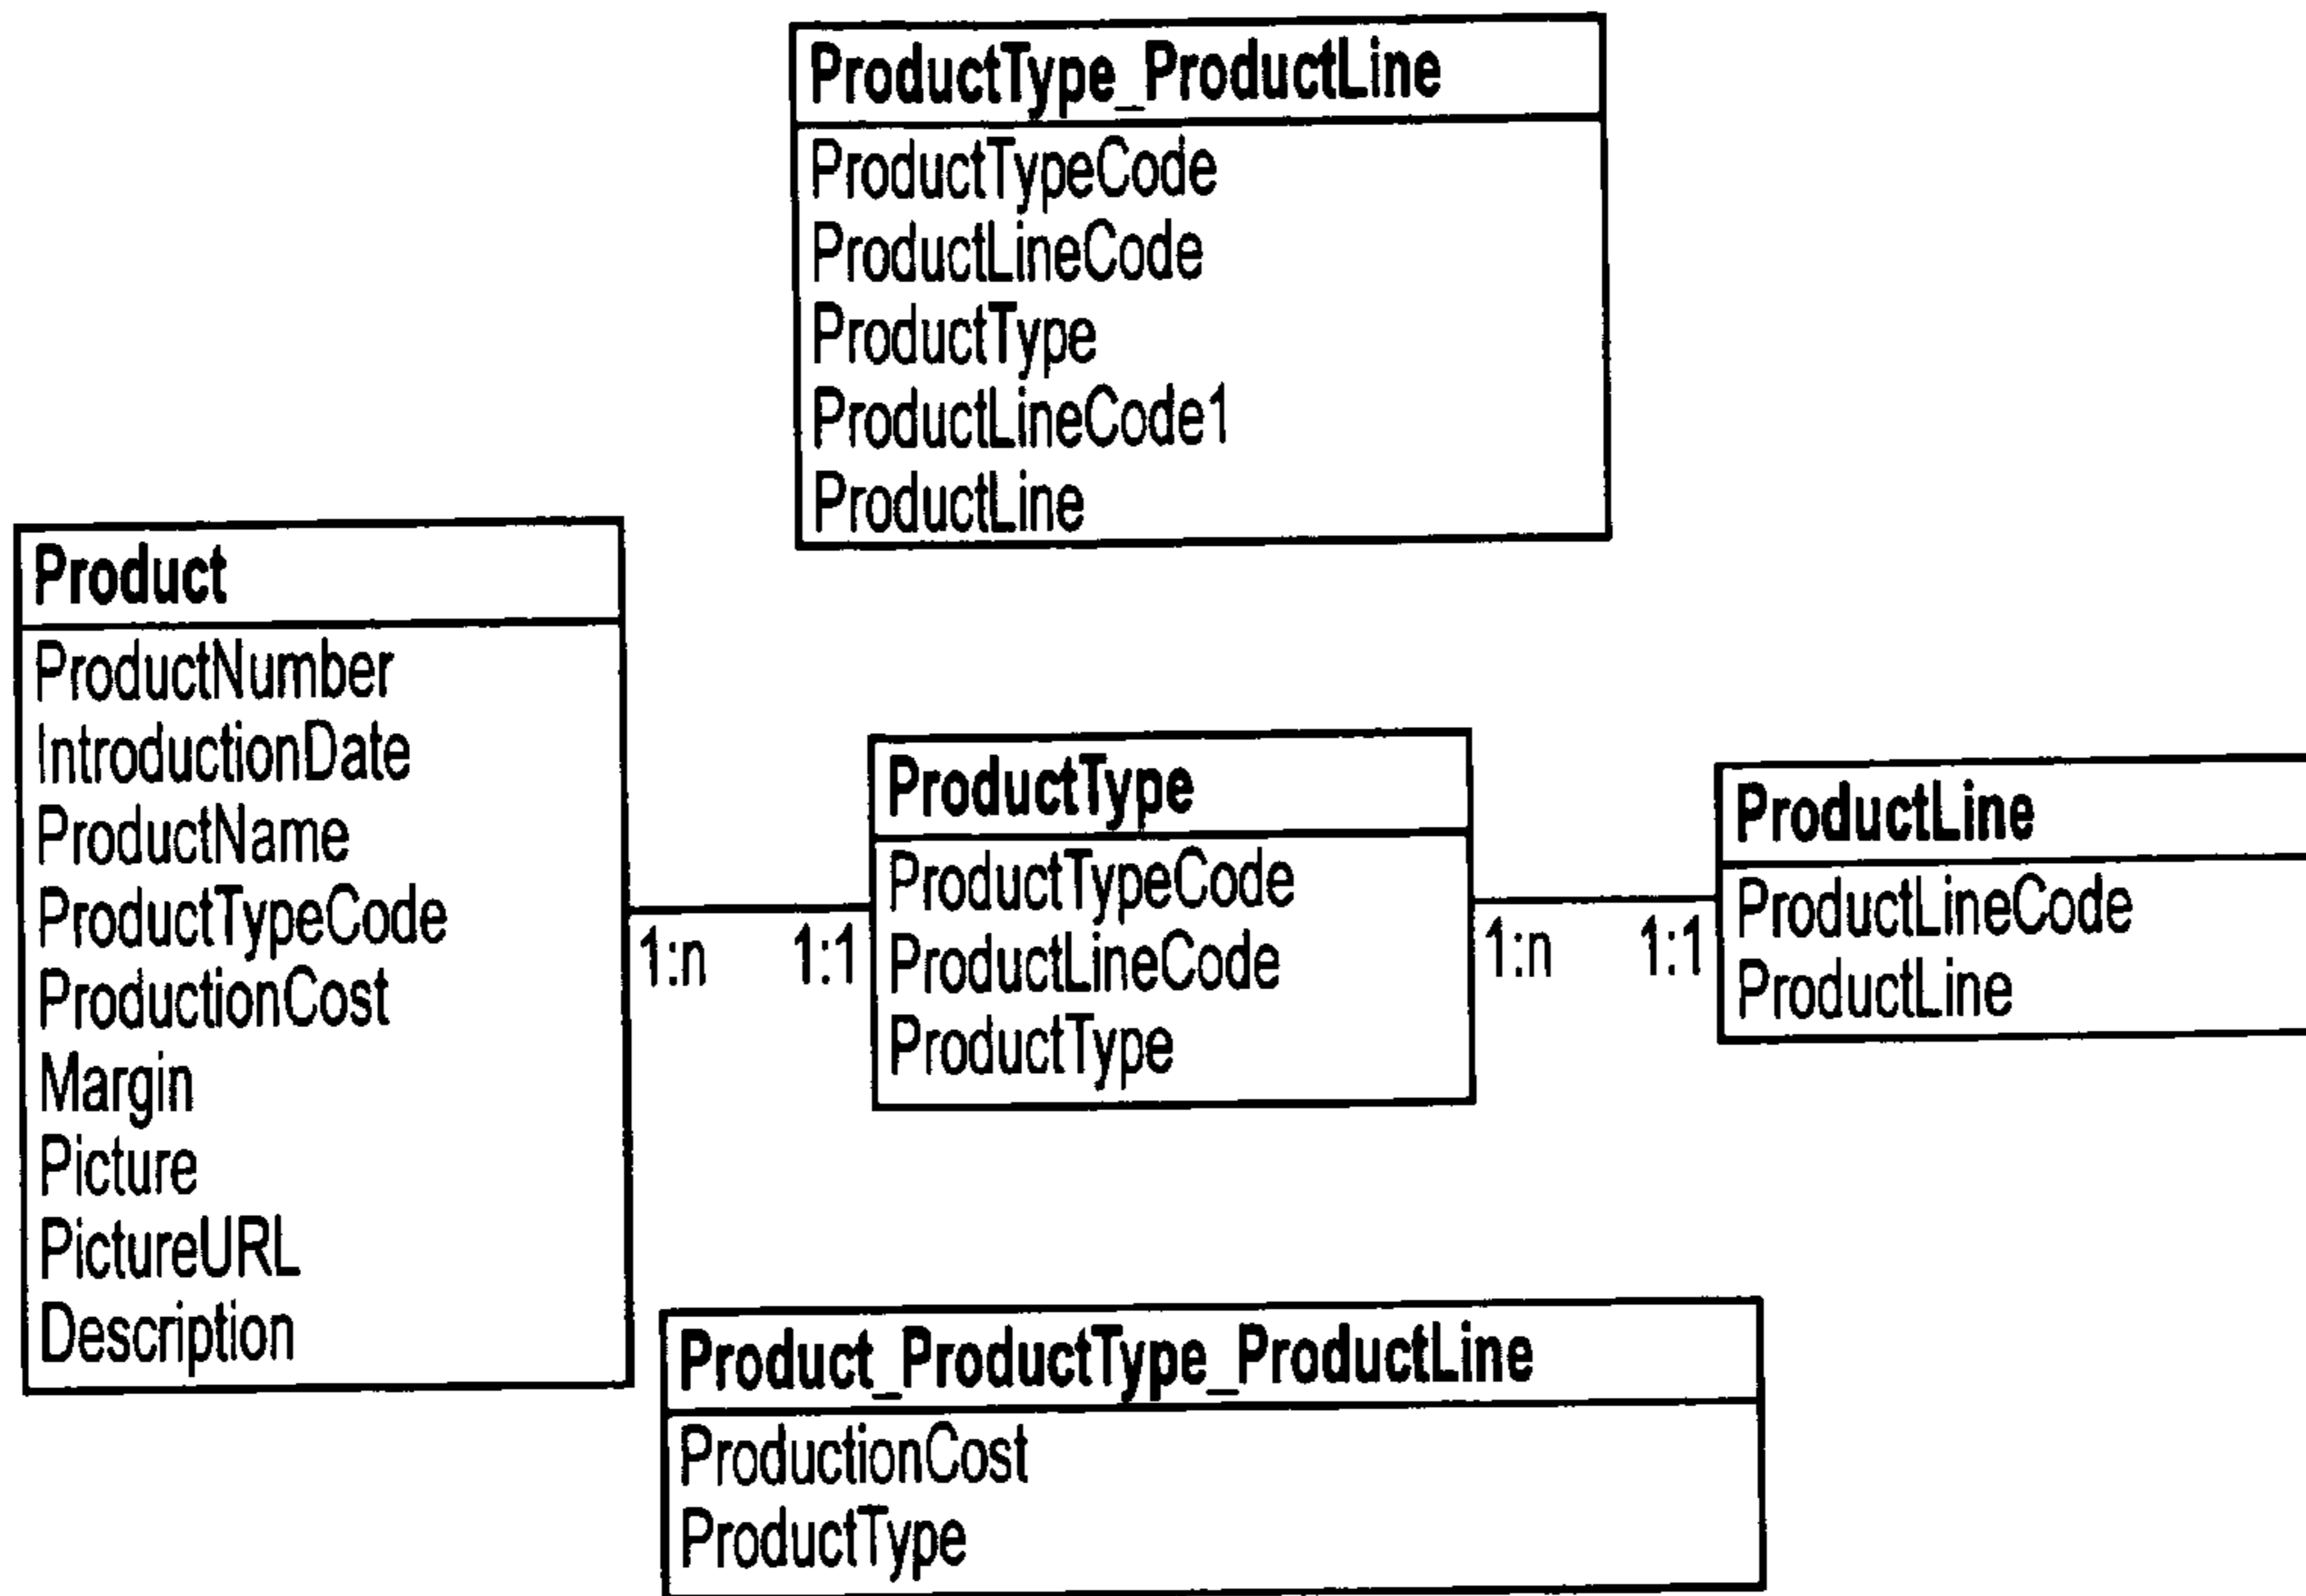 ProductType_ProductLine
ProductTypeCode
ProductLineCode
ProductType
ProductLineCode1
ProductLine
Product
ProductNumber
IntroductionDate
ProductName
ProductTypeCode
ProductionCost
Margin
Picture
PictureURL
Description
1:n 1:1
ProductType
ProductTypeCode
ProductLineCode
ProductType
1:n 1:1
ProductLine
ProductLineCode
ProductLine
Product_ProductType_ProductLine
ProductionCost
ProductType